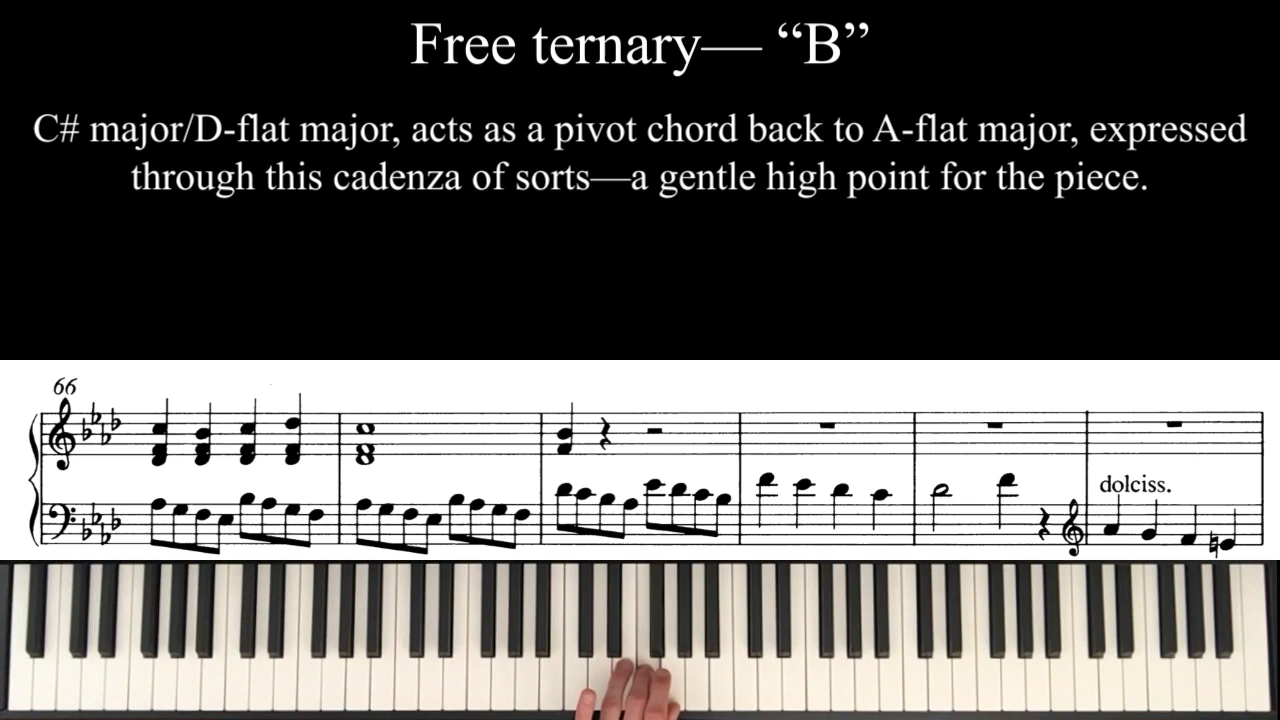 Free ternary— “B”
C# major/D-flat major, acts as a pivot chord back to A-flat major, expressed
through this cadenza of sorts—a gentle high point for the piece.
66
dolciss.